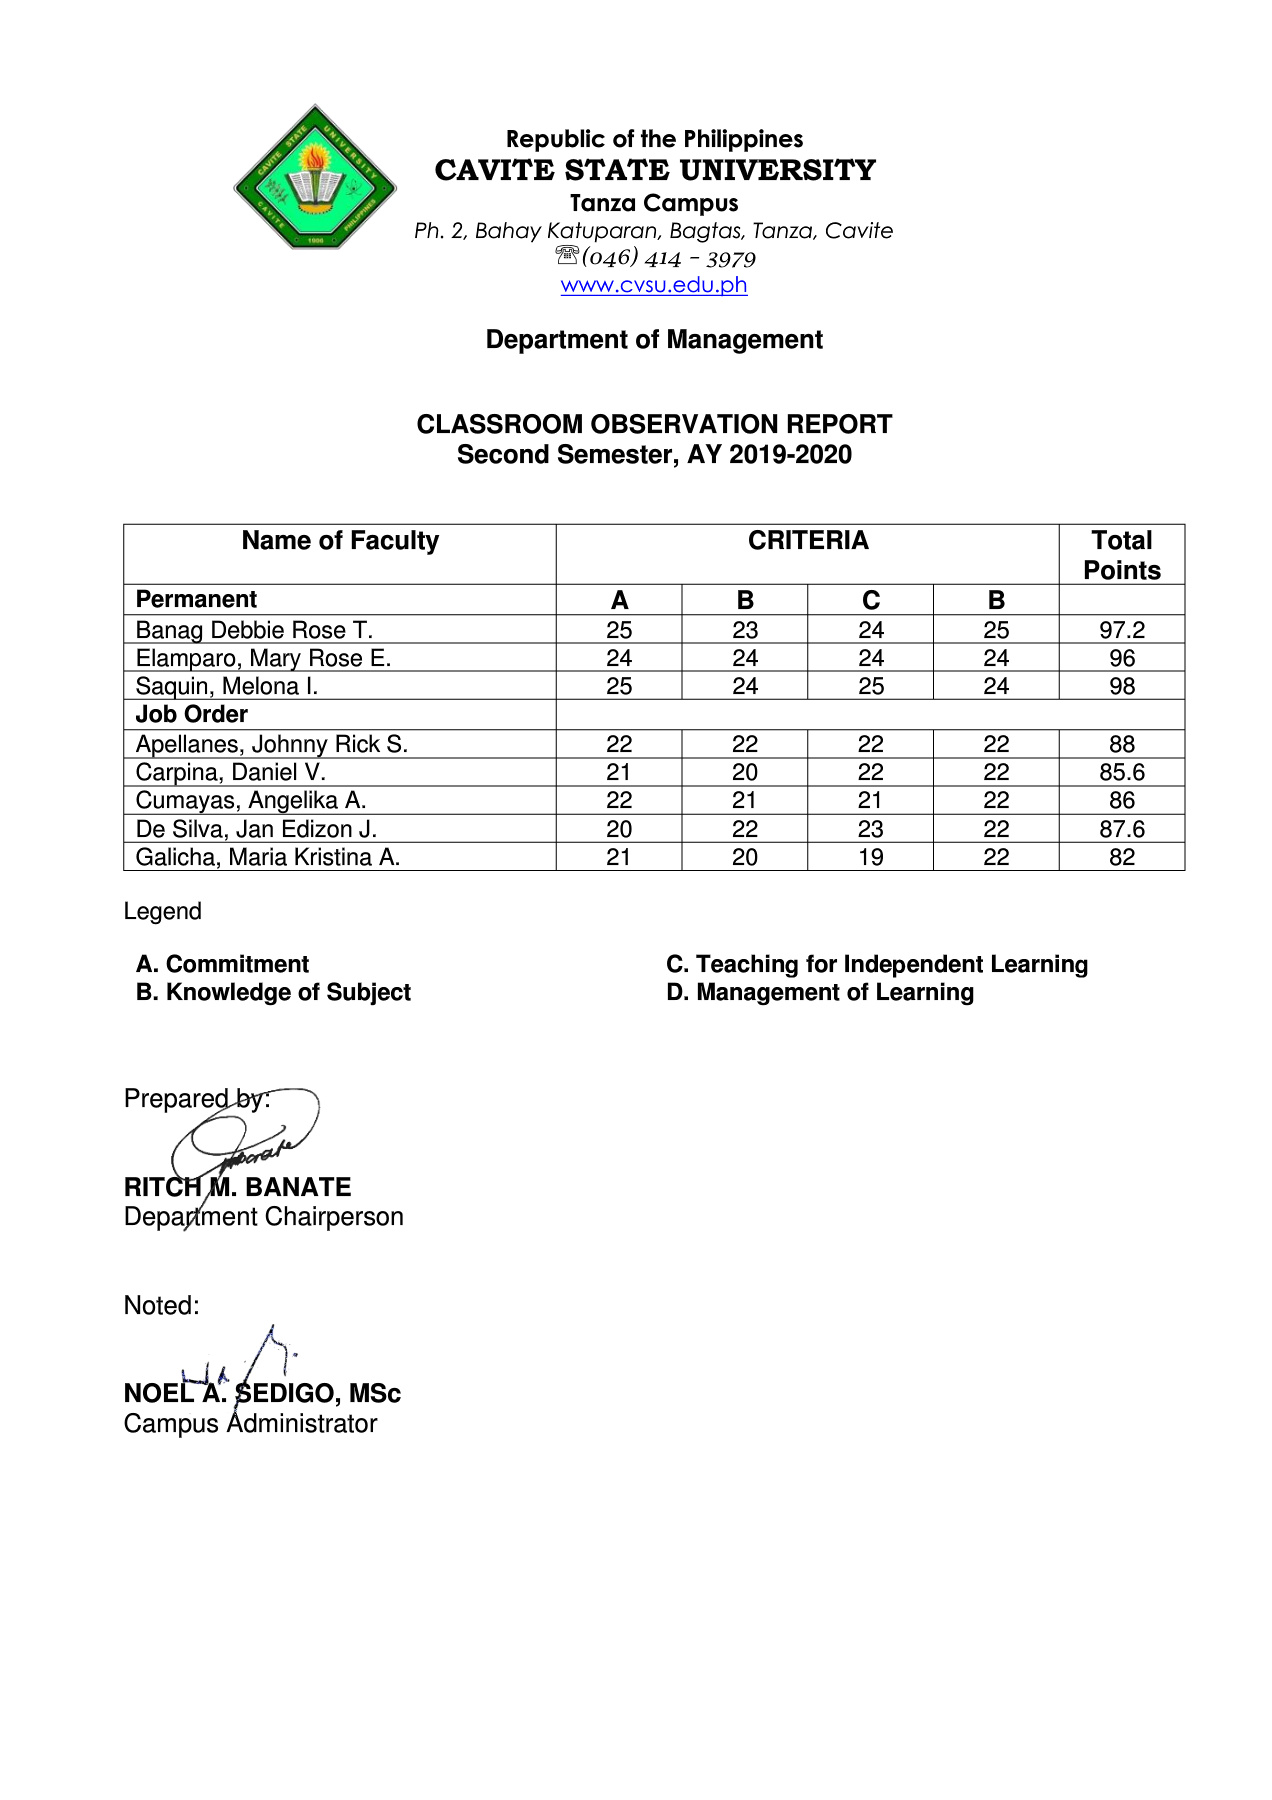 CAVITE STATE UNIVERSITY
CAVITE PHILIPPINES
1906
Republic of the Philippines
CAVITE STATE UNIVERSITY
Tanza Campus
Ph. 2, Bahay Katuparan, Bagtas, Tanza, Cavite
☏(046) 414 – 3979
www.cvsu.edu.ph
Department of Management
CLASSROOM OBSERVATION REPORT
Second Semester, AY 2019-2020
Name of Faculty CRITERIA Total Points
Permanent A B C B
Banag Debbie Rose T. 25 23 24 25 97.2
Elamparo, Mary Rose E. 24 24 24 24 96
Saquin, Melona I. 25 24 25 24 98
Job Order
Apellanes, Johnny Rick S. 22 22 22 22 88
Carpina, Daniel V. 21 20 22 22 85.6
Cumayas, Angelika A. 22 21 21 22 86
De Silva, Jan Edizon J. 20 22 23 22 87.6
Galicha, Maria Kristina A. 21 20 19 22 82
Legend
A. Commitment C. Teaching for Independent Learning
B. Knowledge of Subject D. Management of Learning
Prepared by:
RITCH M. BANATE
Department Chairperson
Noted:
NOEL A. SEDIGO, MSc
Campus Administrator